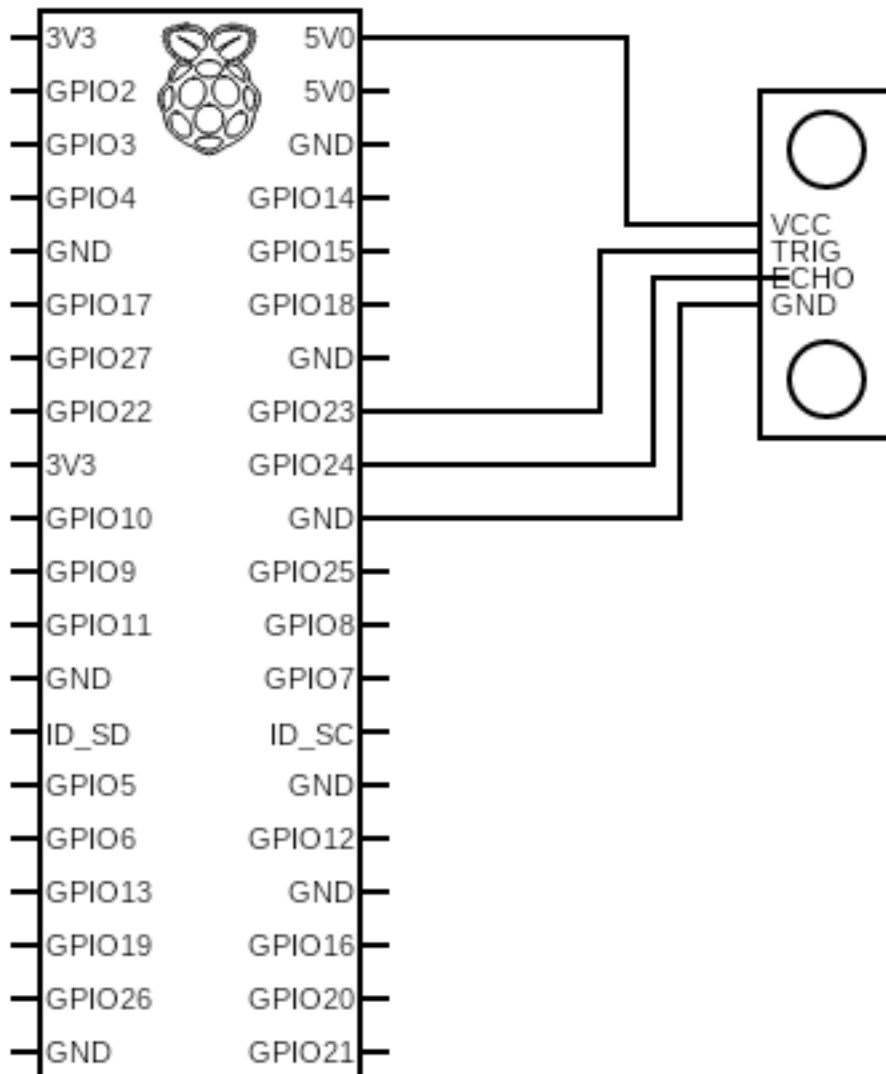 3V3 5V0
GPIO2 5V0
GPIO3 GND
GPIO4 GPIO14
GND GPIO15
GPIO17 GPIO18
GPIO27 GND
GPIO22 GPIO23
3V3 GPIO24
GPIO10 GND
GPIO9 GPIO25
GPIO11 GPIO8
GND GPIO7
ID_SD ID_SC
GPIO5 GND
GPIO6 GPIO12
GPIO13 GND
GPIO19 GPIO16
GPIO26 GPIO20
GND GPIO21
VCC
TRIG
ECHO
GND